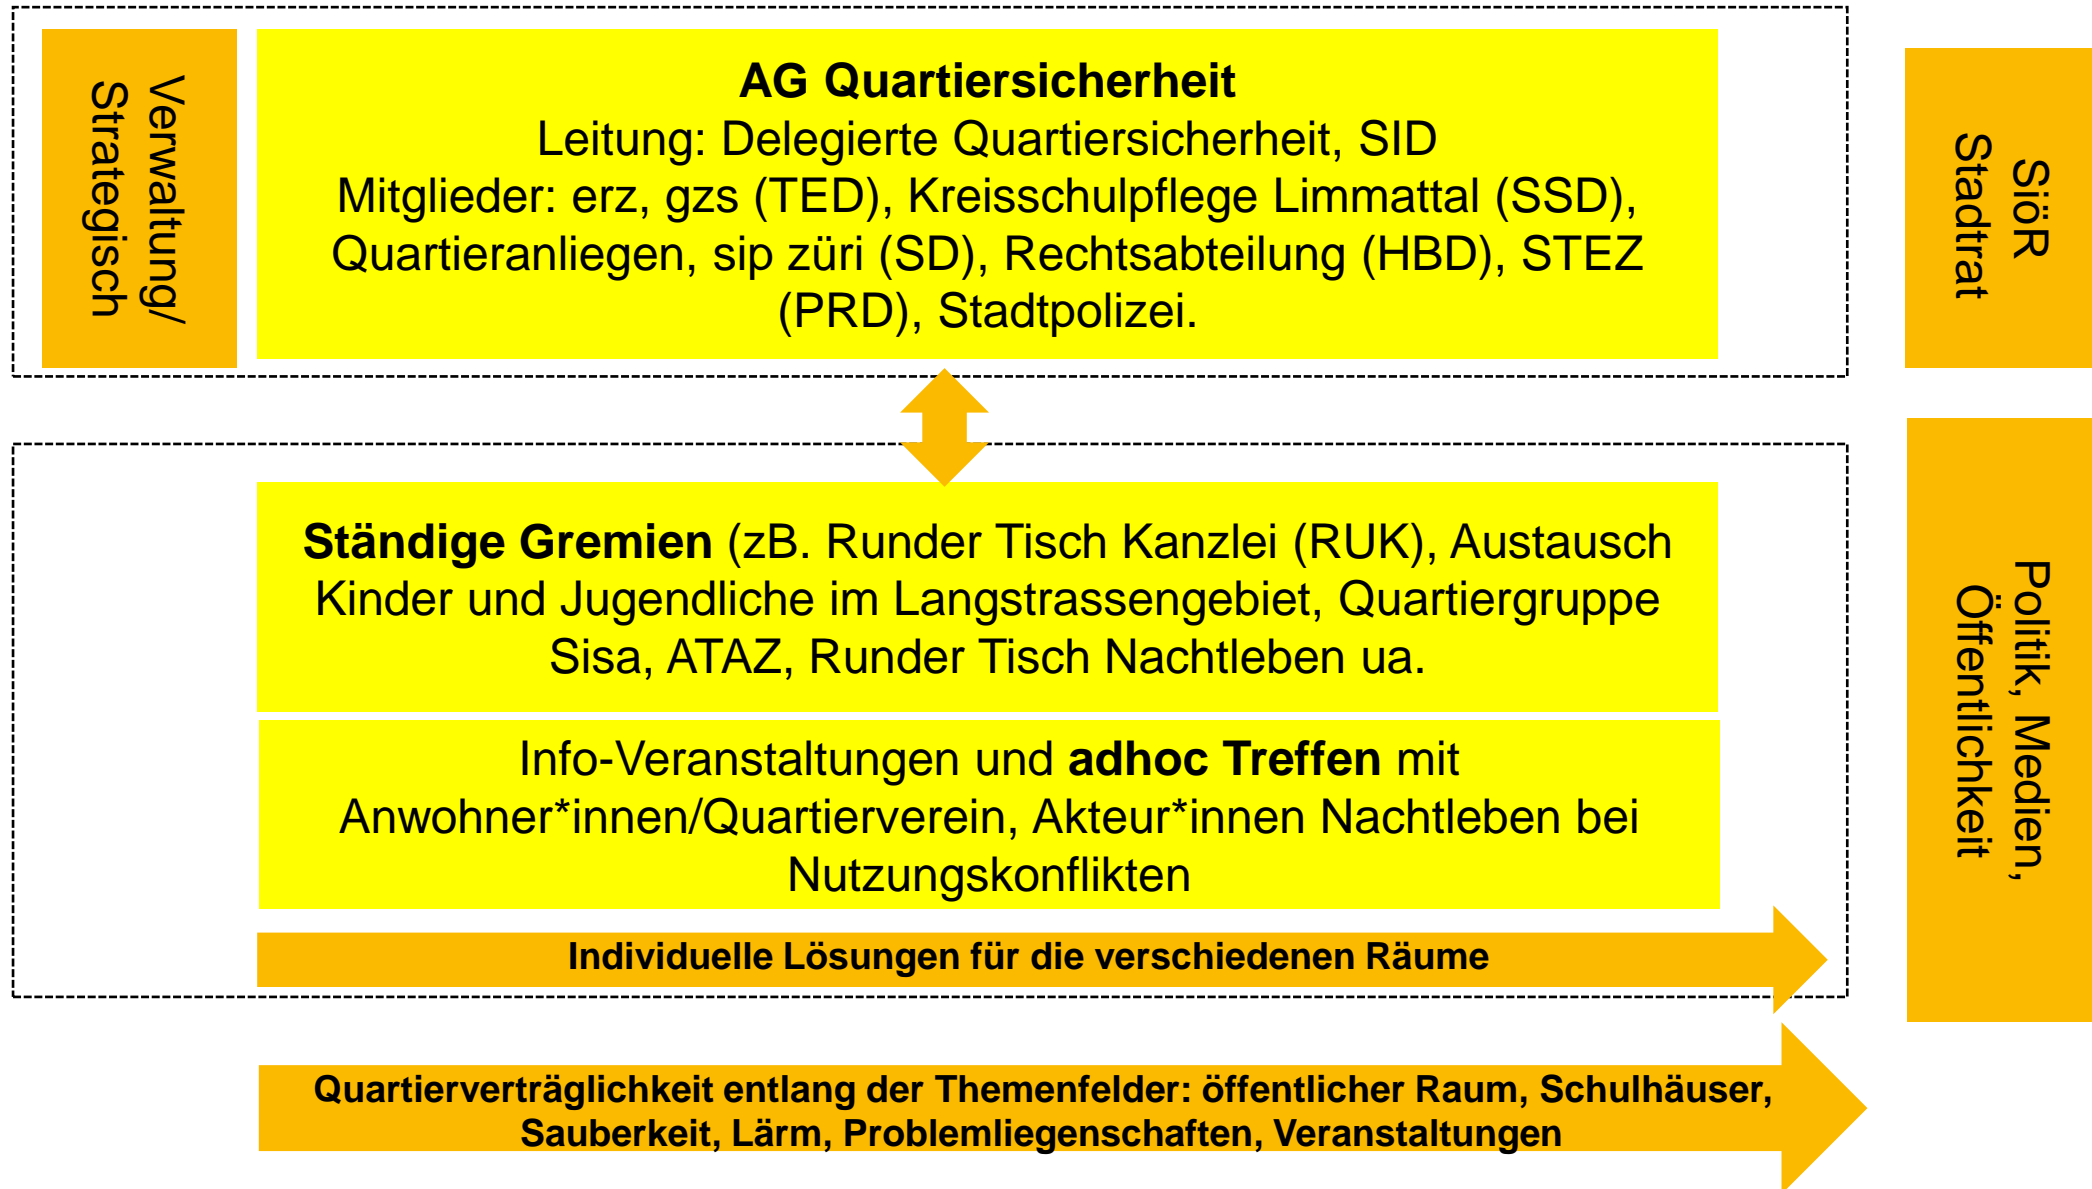 Verwaltung/
Strategisch
AG Quartiersicherheit
Leitung: Delegierte Quartiersicherheit, SID
Mitglieder: erz, gzs (TED), Kreisschulpflege Limmattal (SSD),
Quartieranliegen, sip züri (SD), Rechtsabteilung (HBD), STEZ
(PRD), Stadtpolizei.
SiöR
Stadtrat
Ständige Gremien (zB. Runder Tisch Kanzlei (RUK), Austausch
Kinder und Jugendliche im Langstrassengebiet, Quartiergruppe
Sisa, ATAZ, Runder Tisch Nachtleben ua.
Info-Veranstaltungen und adhoc Treffen mit
Anwohner*innen/Quartierverein, Akteur*innen Nachtleben bei
Nutzungskonflikten
Individuelle Lösungen für die verschiedenen Räume
Politik, Medien,
Öffentlichkeit
Quartierverträglichkeit entlang der Themenfelder: öffentlicher Raum, Schulhäuser,
Sauberkeit, Lärm, Problemliegenschaften, Veranstaltungen